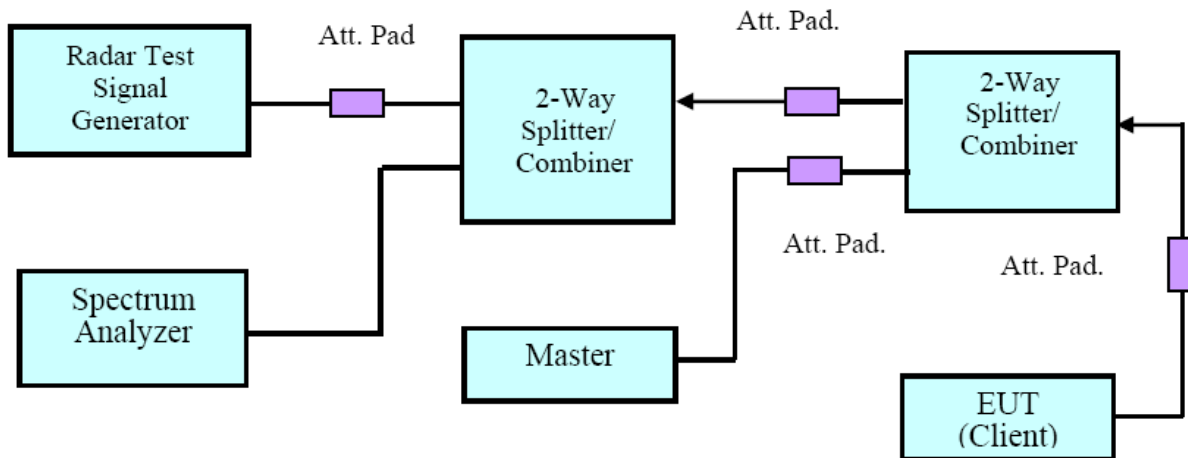 Radar Test
Signal
Generator
Att. Pad
2-Way
Splitter/
Combiner
Att. Pad.
2-Way
Splitter/
Combiner
Att. Pad.
Att. Pad.
Spectrum
Analyzer
Master
EUT
(Client)